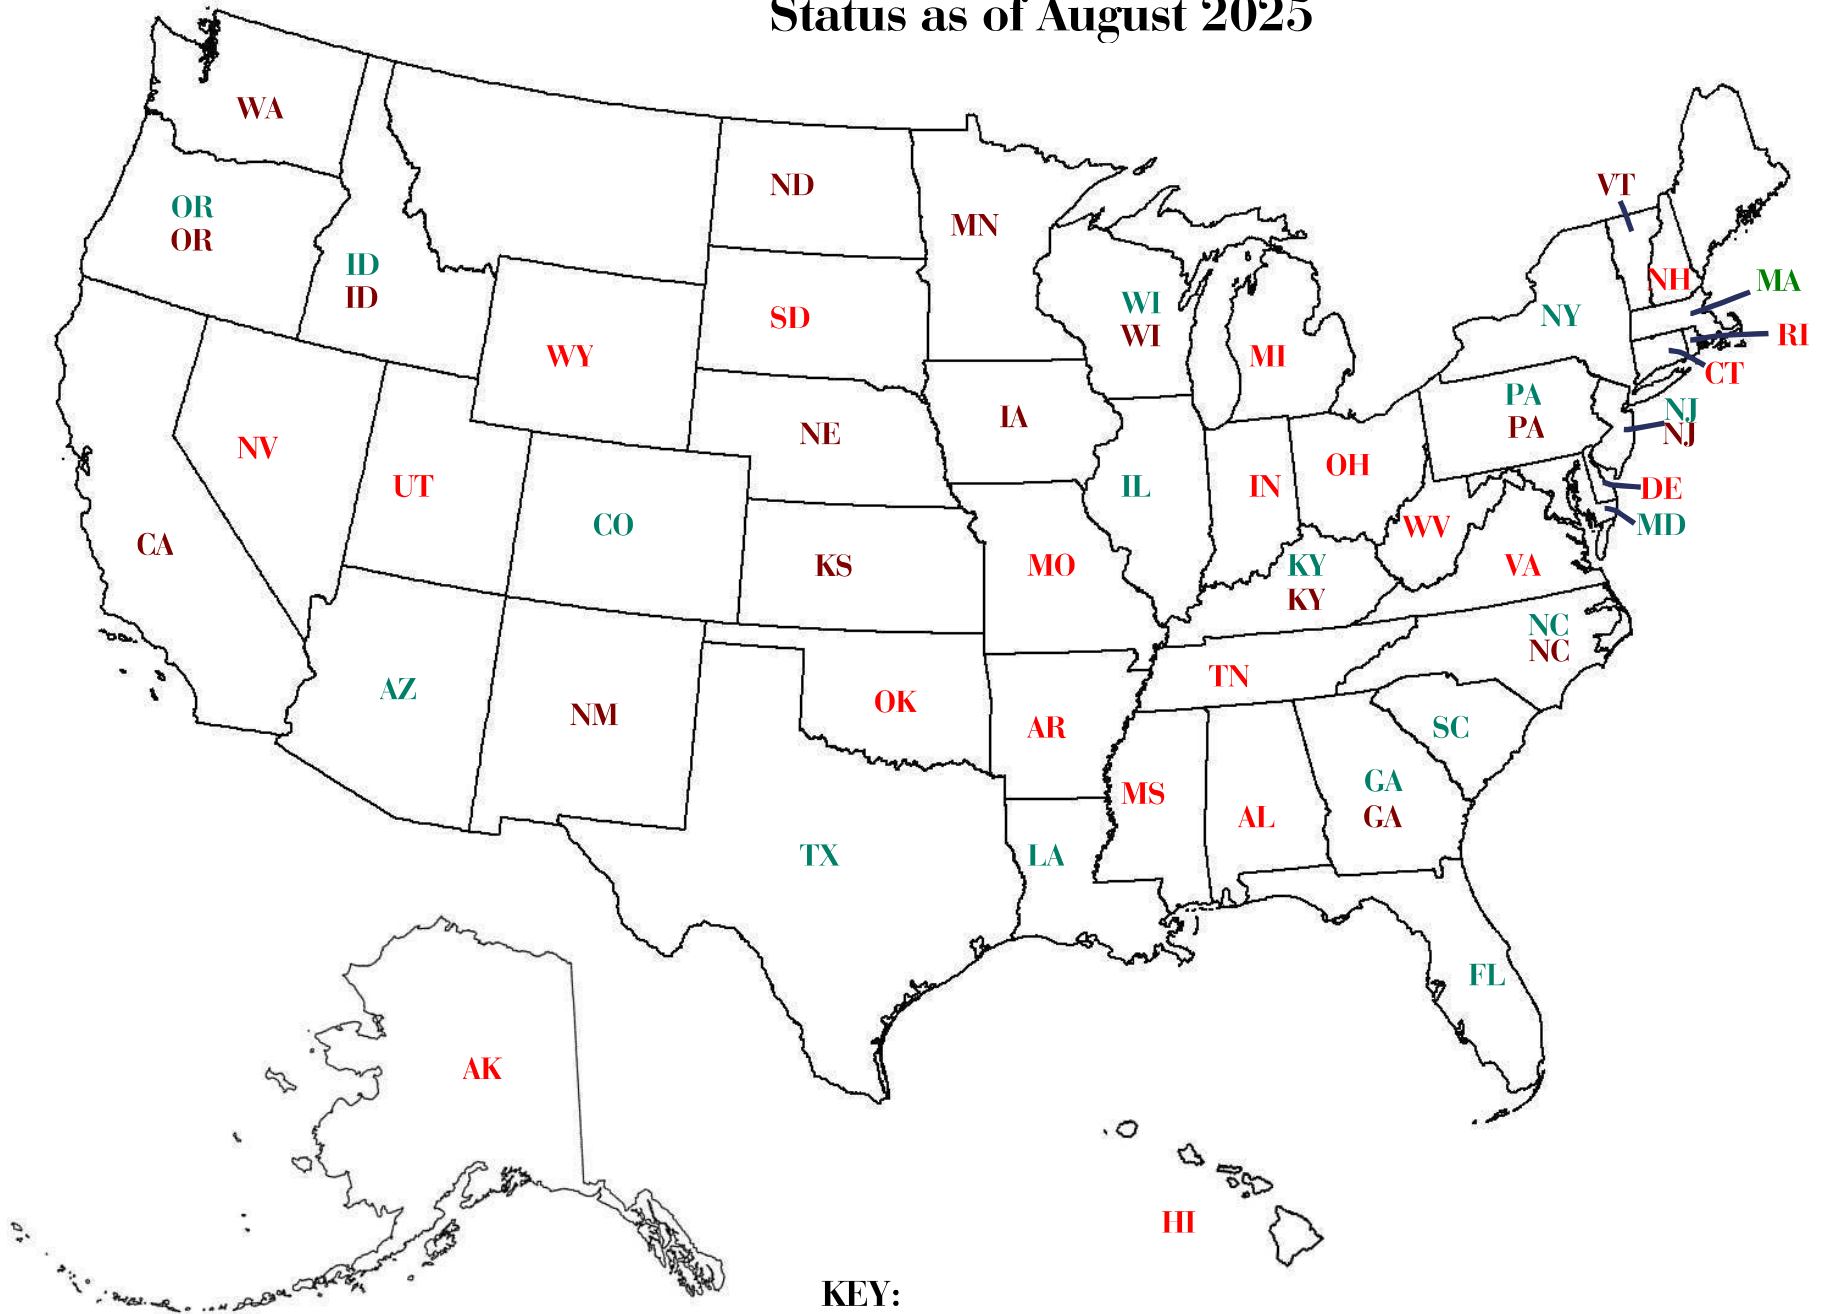 Status as of August 2025
WA
ND
VT
MN
OR
OR
ID
ID
NH
MA
WI
WI
NY
SD
RI
WY
MI
CT
PA
PA
NJ
NJ
IA
NE
NV
OH
UT
IL
IN
DE
CO
WV
MD
CA
KS
MO
KY
KY
VA
NC
NC
TN
AZ
OK
NM
AR
SC
MS
GA
GA
AL
TX
LA
FL
AK
HI
KEY: